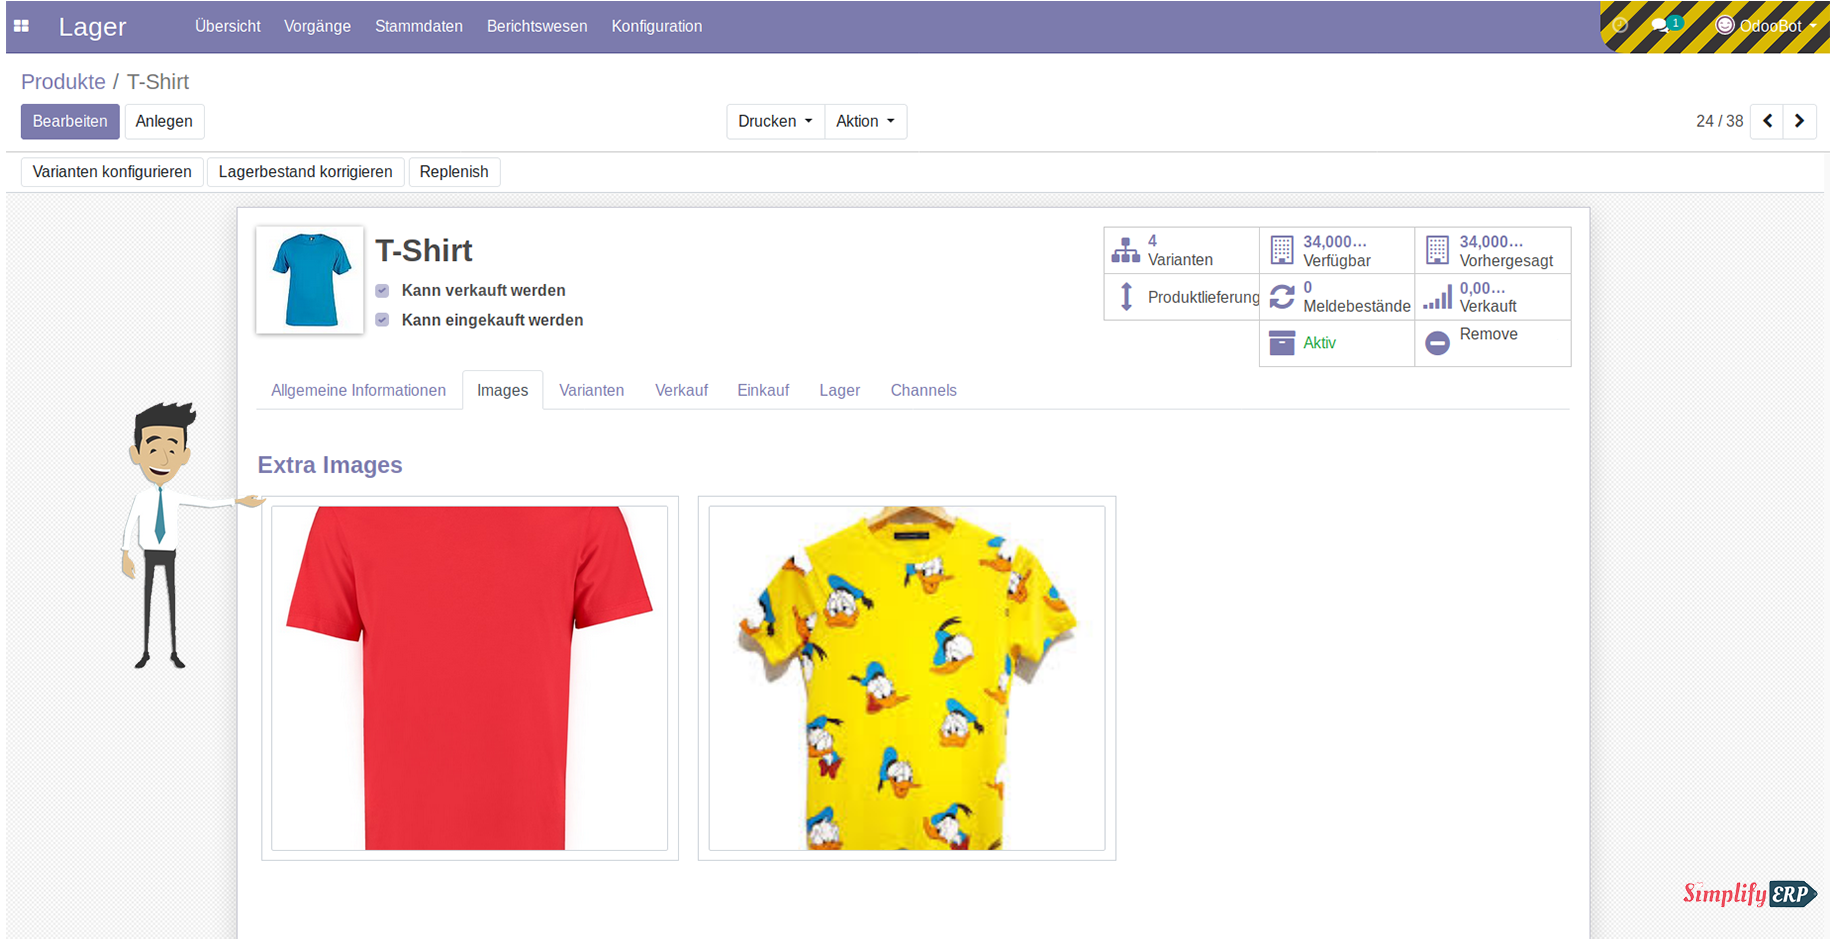 Lager Übersicht Vorgänge Stammdaten Berichtswesen Konfiguration 1 OdooBot
Produkte / T-Shirt
Bearbeiten Anlegen Drucken Aktion 24 / 38
Varianten konfigurieren Lagerbestand korrigieren Replenish
T-Shirt
Kann verkauft werden
Kann eingekauft werden
4
Varianten
34,000...
Verfügbar
34,000...
Vorhergesagt
Produktlieferung
0
Meldebestände
0,00...
Verkauft
Aktiv
Remove
Allgemeine Informationen Images Varianten Verkauf Einkauf Lager Channels
Extra Images
Simplify ERP